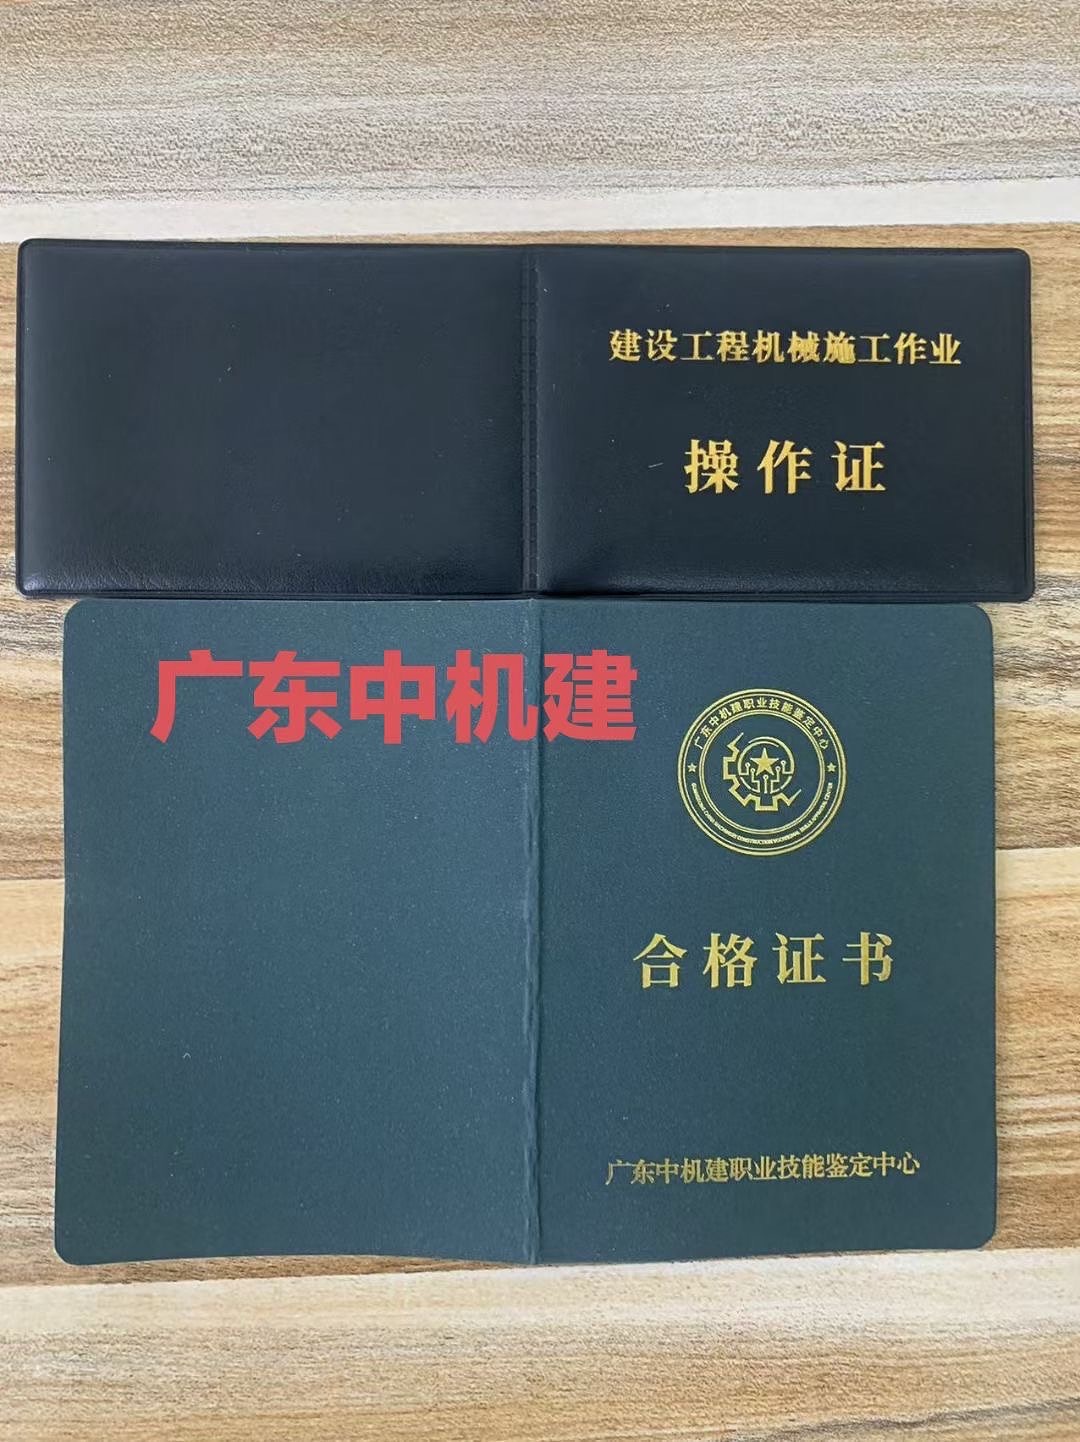 建设工程机械施工作业
操作证
广东中机建
广东中机建职业技能鉴定中心
合格证书
广东中机建职业技能鉴定中心